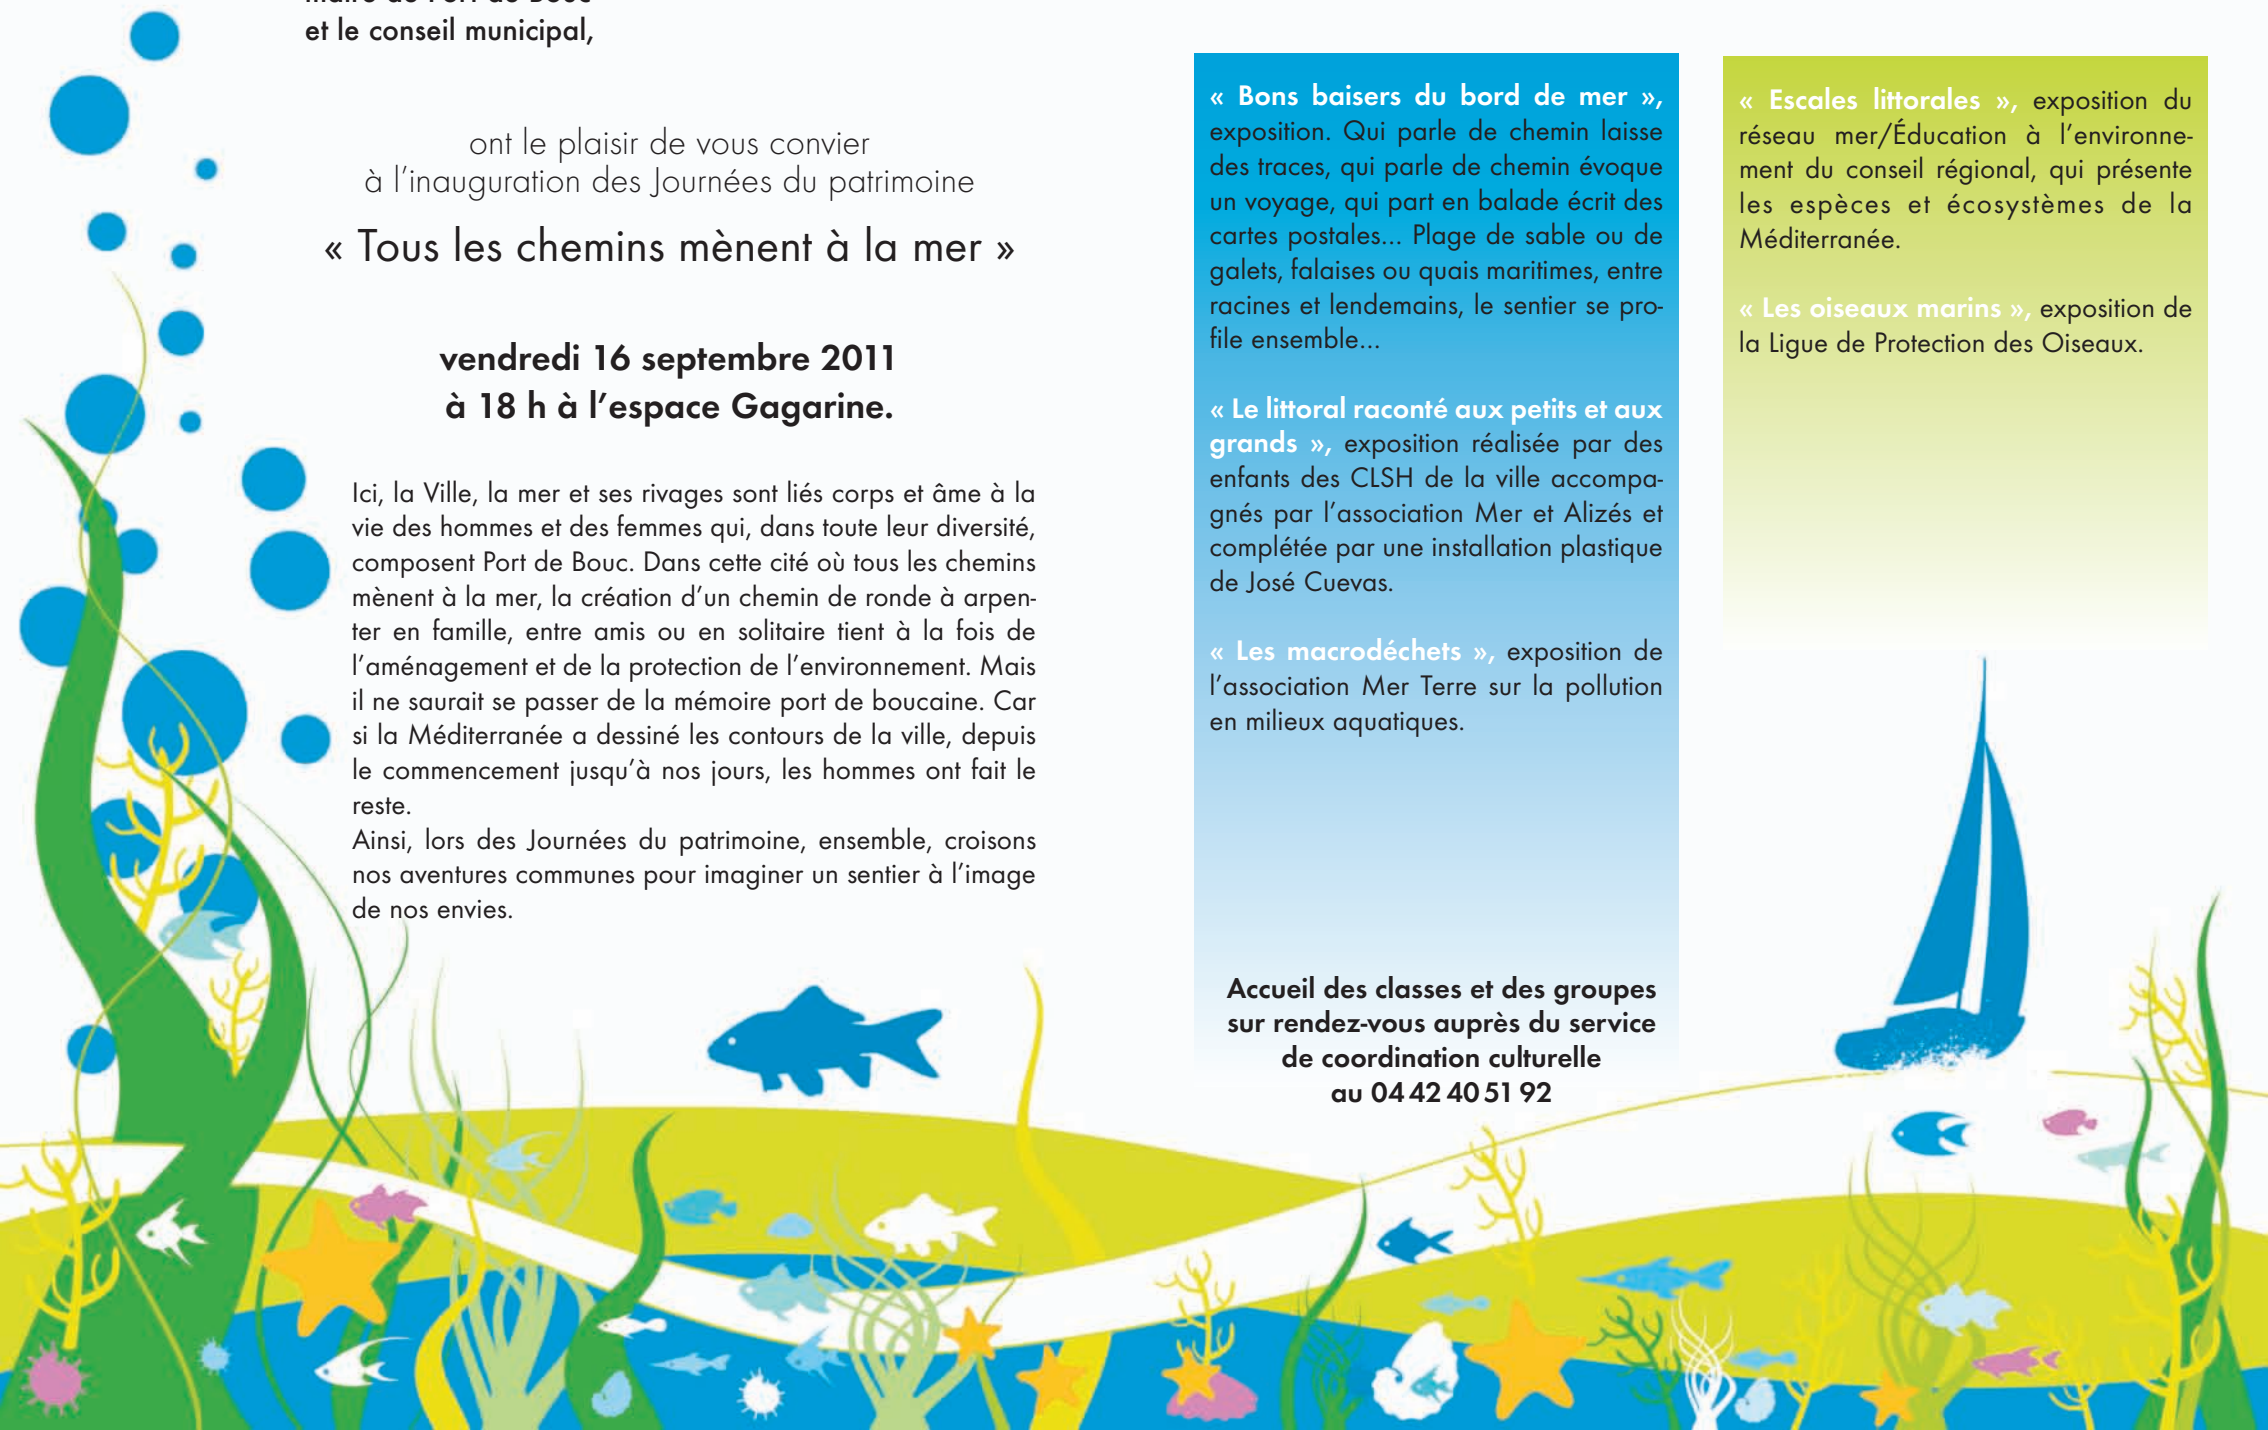 maire de Port de Bouc
et le conseil municipal,
ont le plaisir de vous convier
à l'inauguration des Journées du patrimoine
« Tous les chemins mènent à la mer »
vendredi 16 septembre 2011
à 18 h à l'espace Gagarine.
Ici, la Ville, la mer et ses rivages sont liés corps et âme à la
vie des hommes et des femmes qui, dans toute leur diversité,
composent Port de Bouc. Dans cette cité où tous les chemins
mènent à la mer, la création d'un chemin de ronde à arpen-
ter en famille, entre amis ou en solitaire tient à la fois de
l'aménagement et de la protection de l'environnement. Mais
il ne saurait se passer de la mémoire port de boucaine. Car
si la Méditerranée a dessiné les contours de la ville, depuis
le commencement jusqu'à nos jours, les hommes ont fait le
reste.
Ainsi, lors des Journées du patrimoine, ensemble, croisons
nos aventures communes pour imaginer un sentier à l'image
de nos envies.
« Bons baisers du bord de mer »,
exposition. Qui parle de chemin laisse
des traces, qui parle de chemin évoque
un voyage, qui part en balade écrit des
cartes postales... Plage de sable ou de
galets, falaises ou quais maritimes, entre
racines et lendemains, le sentier se pro-
file ensemble...
« Le littoral raconté aux petits et aux
grands », exposition réalisée par des
enfants des CLSH de la ville accompa-
gnés par l'association Mer et Alizés et
complétée par une installation plastique
de José Cuevas.
« Les macrodéchets », exposition de
l'association Mer Terre sur la pollution
en milieux aquatiques.
Accueil des classes et des groupes
sur rendez-vous auprès du service
de coordination culturelle
au 04 42 40 51 92
« Escales littorales », exposition du
réseau mer/Éducation à l'environne-
ment du conseil régional, qui présente
les espèces et écosystèmes de la
Méditerranée.
« Les oiseaux marins », exposition de
la Ligue de Protection des Oiseaux.